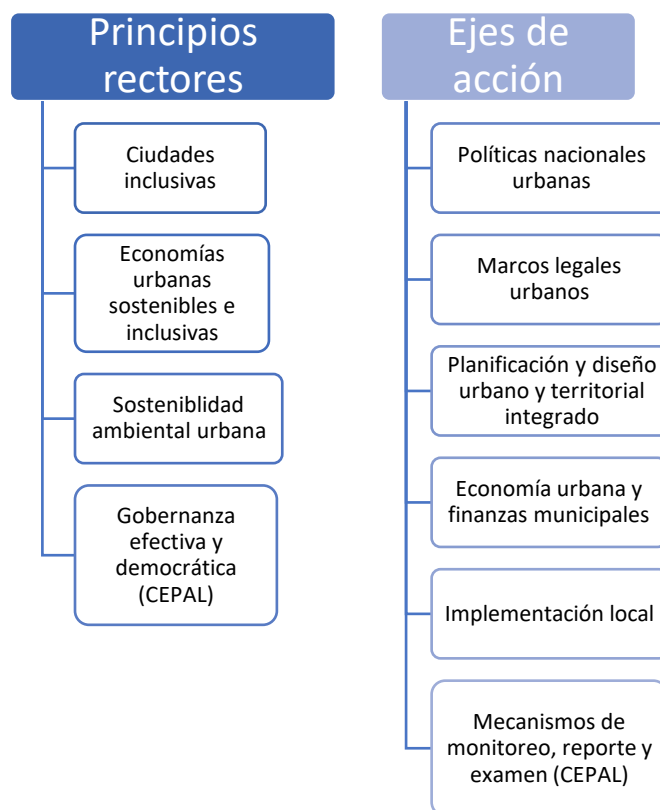 Principios
rectores
Ciudades
inclusivas
Economías
urbanas
sostenibles e
inclusivas
Sosteniblidad
ambiental urbana
Gobernanza
efectiva y
democrática
(CEPAL)
Ejes de
acción
Políticas nacionales
urbanas
Marcos legales
urbanos
Planificación y diseño
urbano y territorial
integrado
Economía urbana y
finanzas municipales
Implementación local
Mecanismos de
monitoreo, reporte y
examen (CEPAL)